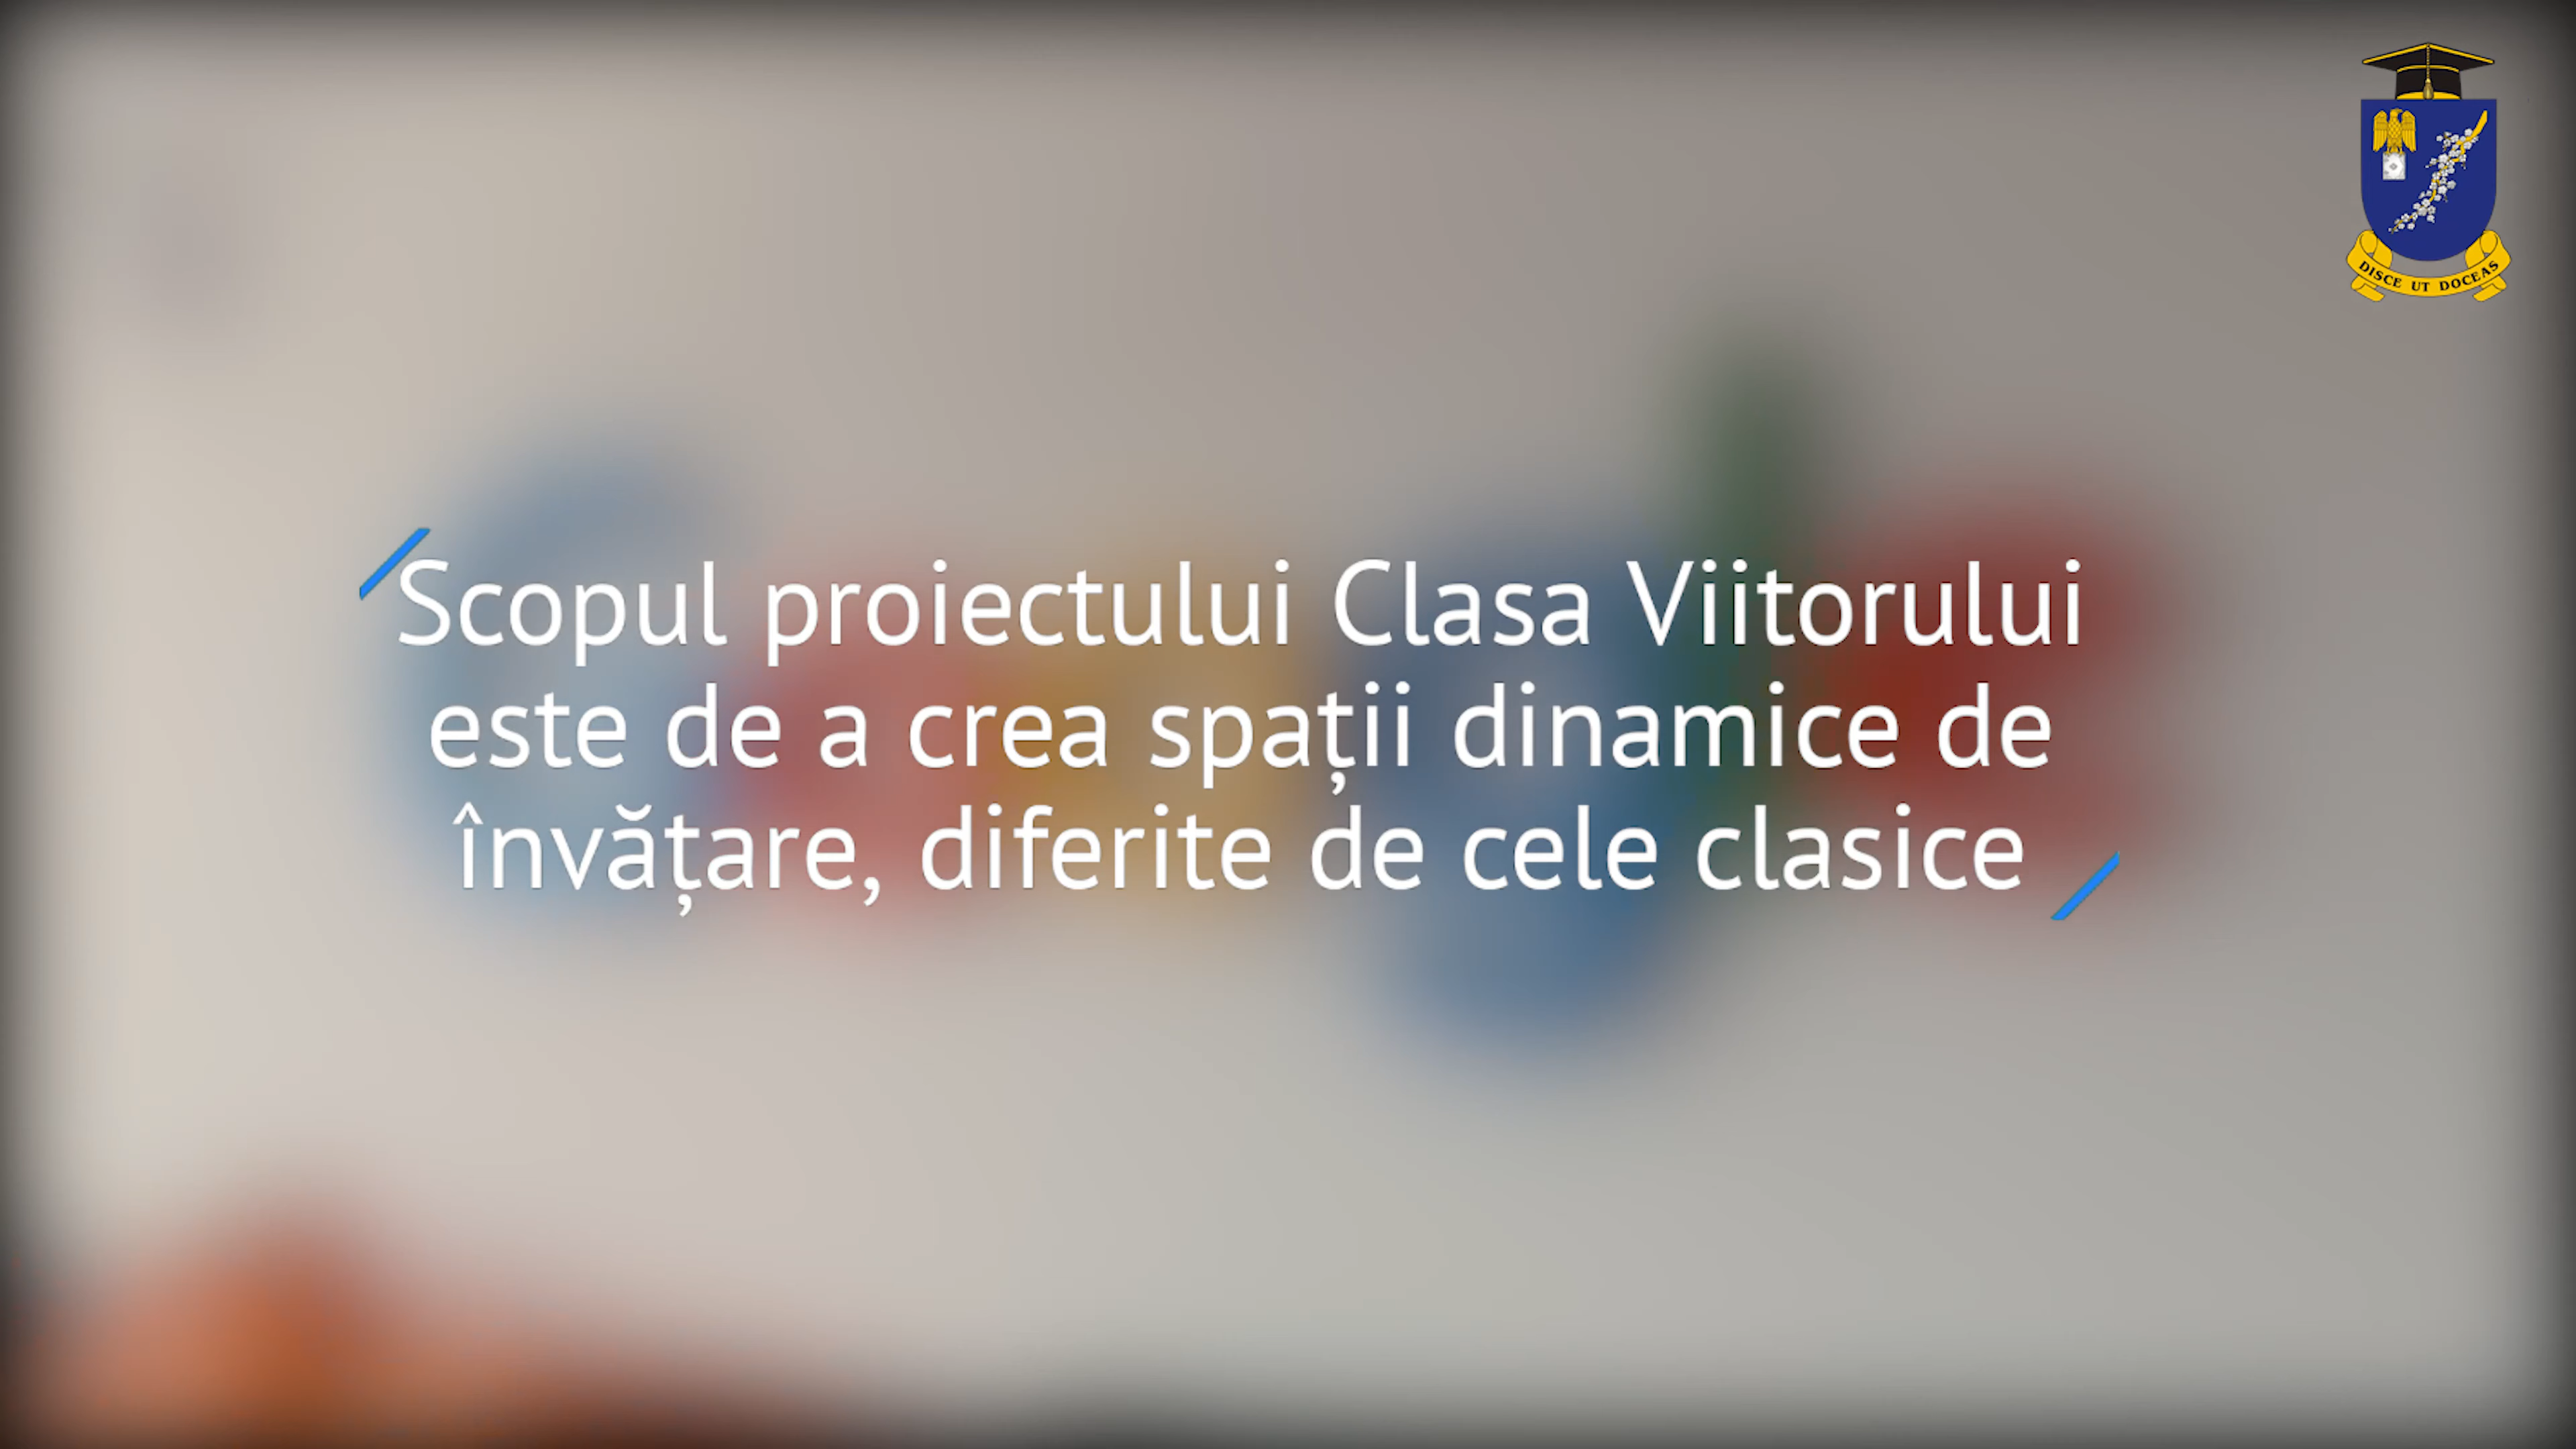 DISCE UT DOCEAS
Scopul proiectului Clasa Viitorului
este de a crea spații dinamice de
învățare, diferite de cele clasice